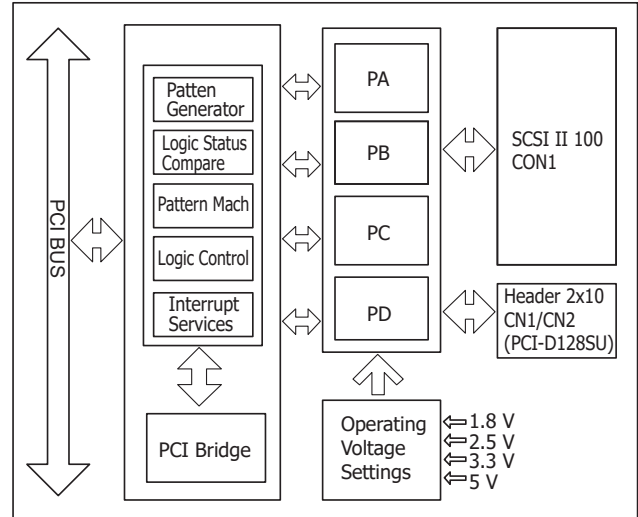 PCI BUS
Patten
Generator
Logic Status
Compare
Pattern Mach
Logic Control
Interrupt
Services
PCI Bridge
PA
PB
PC
PD
Operating
Voltage
Settings
1.8 V
2.5 V
3.3 V
5 V
SCSI II 100
CON1
Header 2x10
CN1/CN2
(PCI-D128SU)